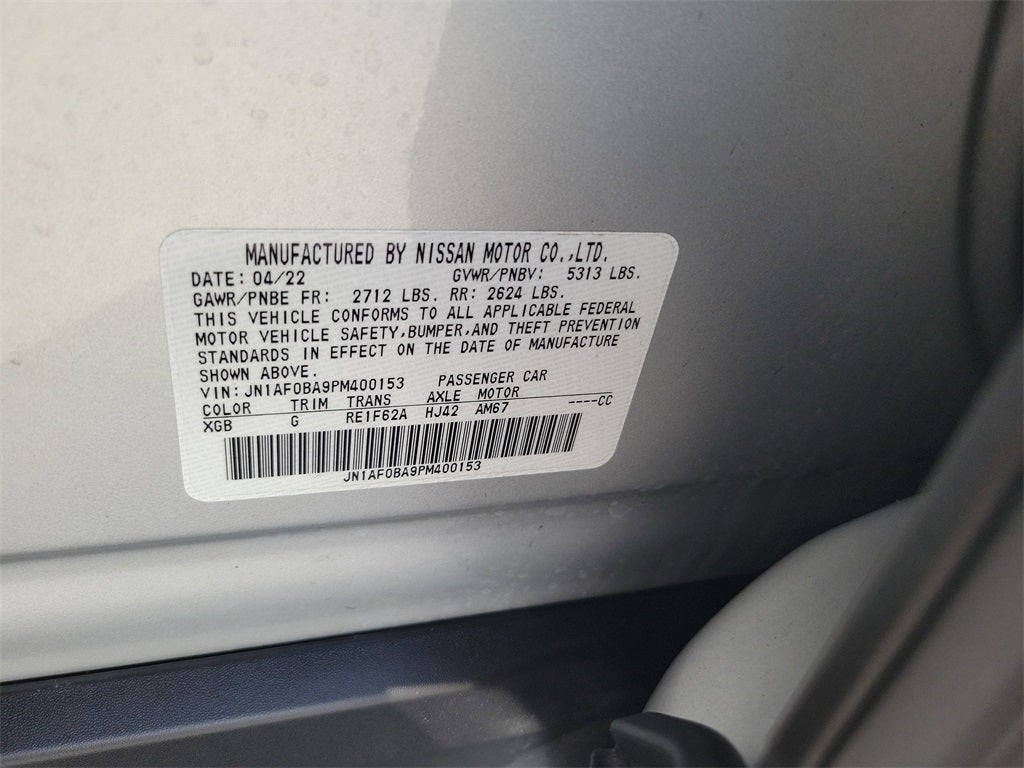 MANUFACTURED BY NISSAN MOTOR CO.,LTD.
DATE: 04/22 GVWR/PNBV: 5313 LBS.
GAWR/PNBE FR: 2712 LBS. RR: 2624 LBS.
THIS VEHICLE CONFORMS TO ALL APPLICABLE FEDERAL
MOTOR VEHICLE SAFETY,BUMPER,AND THEFT PREVENTION
STANDARDS IN EFFECT ON THE DATE OF MANUFACTURE
SHOWN ABOVE.
VIN:JN1AF0BA9PM400153 PASSENGER CAR
COLOR TRIM TRANS AXLE MOTOR
XGB G RE1F62A HJ42 AM67 ----CC
JN1AF0BA9PM400153